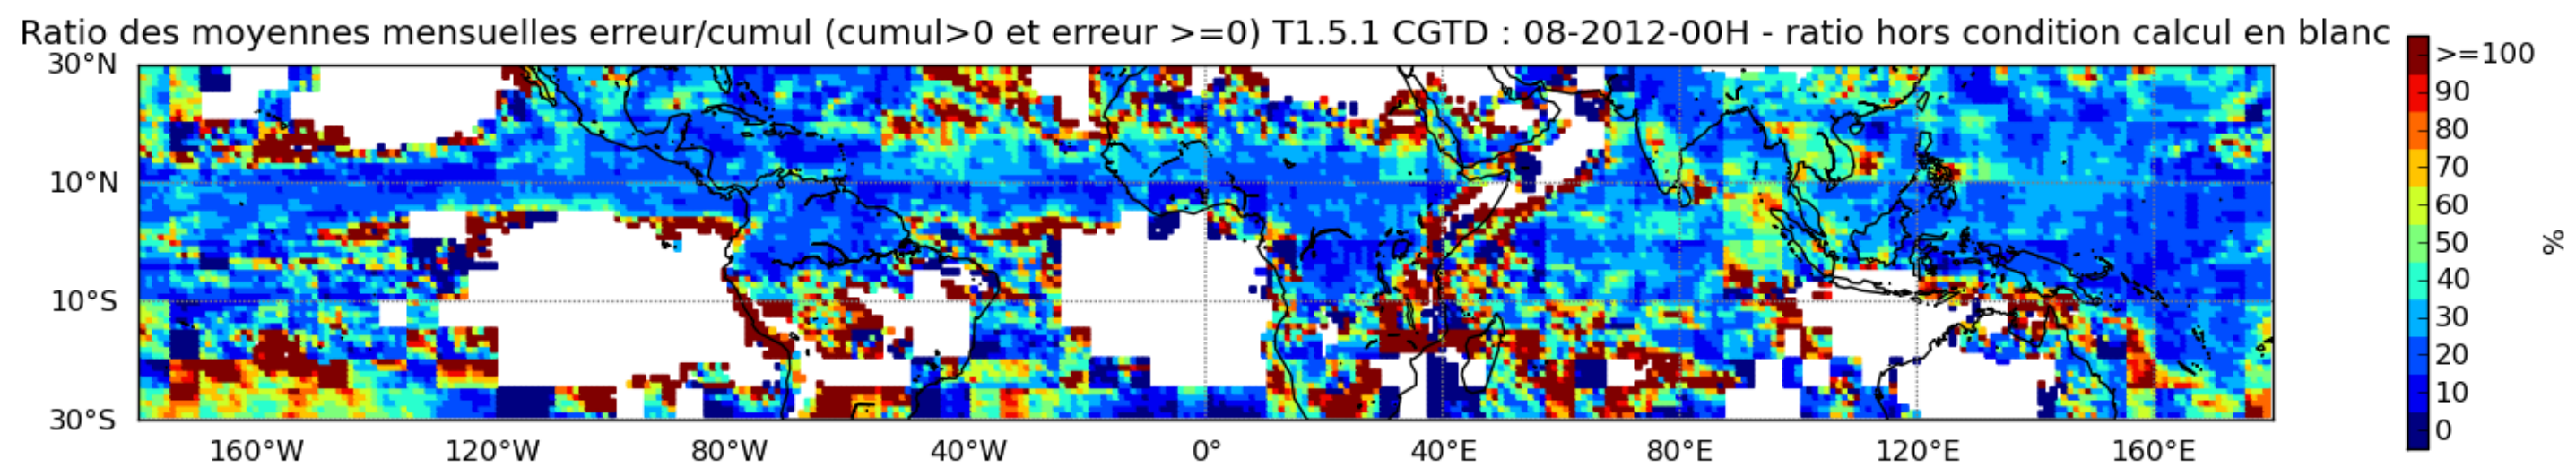 Ratio des moyennes mensuelles erreur/cumul (cumul>0 et erreur >=0) T1.5.1 CGTD : 08-2012-00H - ratio hors condition calcul en blanc
30°N
10°N
10°S
30°S
160°W 120°W 80°W 40°W 0° 40°E 80°E 120°E 160°E
>=100
90
80
70
60
50
40
30
20
10
0
%